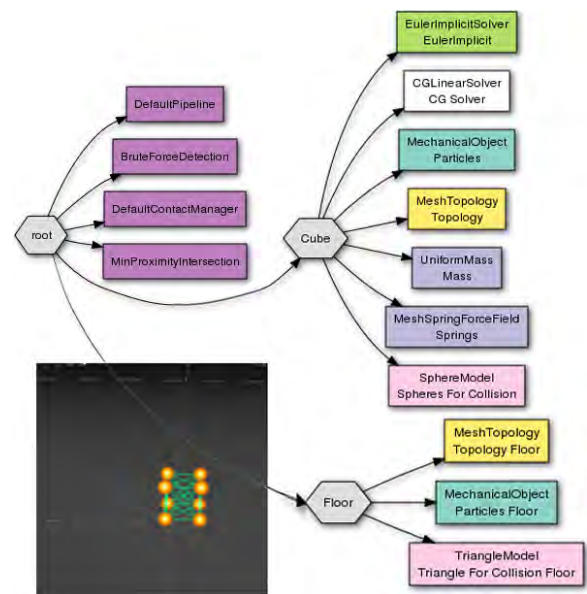 EulerImplicitSolver
EulerImplicit
CGLinearSolver
CG Solver
DefaultPipeline
BruteForceDetection
MechanicalObject
Particles
DefaultContactManager
MeshTopology
Topology
root
Cube
MinProximityIntersection
UniformMass
Mass
MeshSpringForceField
Springs
SphereModel
Spheres For Collision
MeshTopology
Topology Floor
Floor
MechanicalObject
Particles Floor
TriangleModel
Triangle For Collision Floor